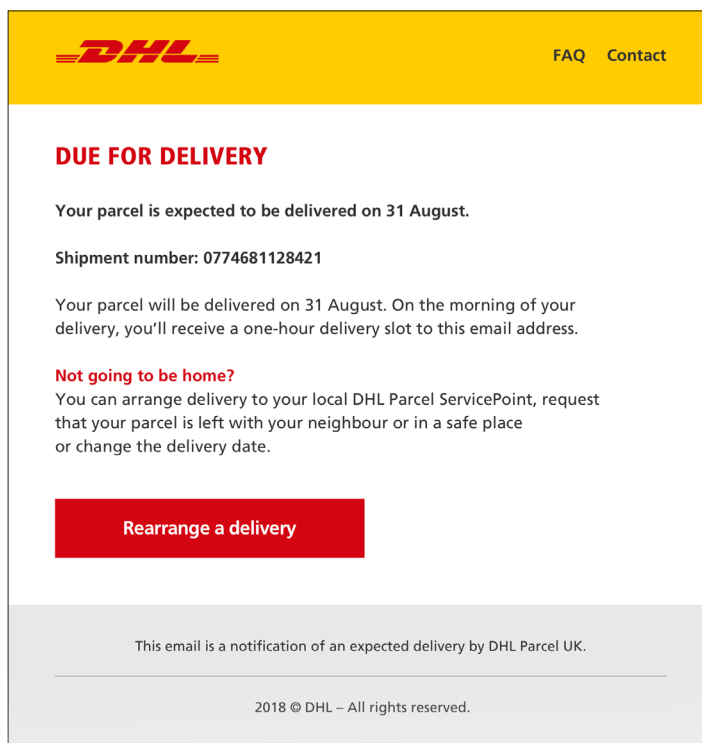 DHL
FAQ Contact
DUE FOR DELIVERY
Your parcel is expected to be delivered on 31 August.
Shipment number: 0774681128421
Your parcel will be delivered on 31 August. On the morning of your
delivery, you’ll receive a one-hour delivery slot to this email address.
Not going to be home?
You can arrange delivery to your local DHL Parcel ServicePoint, request
that your parcel is left with your neighbour or in a safe place
or change the delivery date.
Rearrange a delivery
This email is a notification of an expected delivery by DHL Parcel UK.
2018 © DHL – All rights reserved.